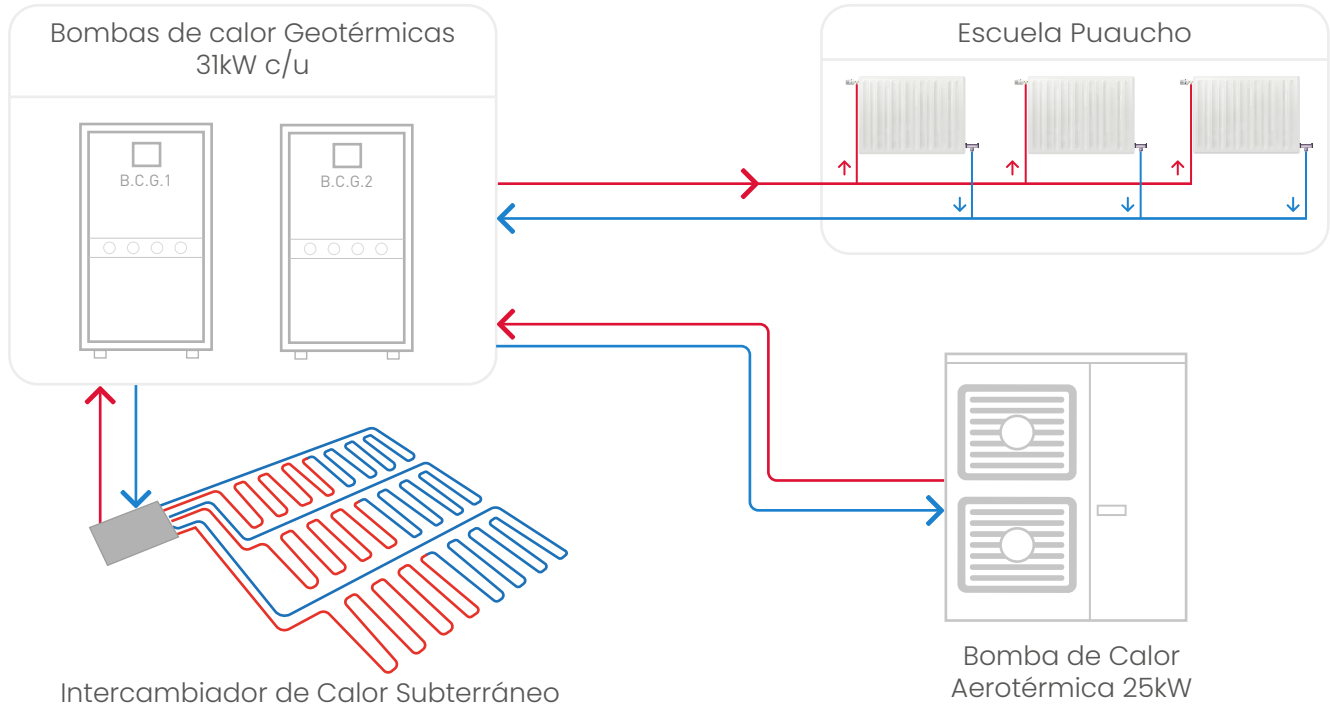 Bombas de calor Geotérmicas
31kW c/u
B.C.G.1
B.C.G.2
Escuela Puaucho
Intercambiador de Calor Subterráneo
Bomba de Calor
Aerotérmica 25kW